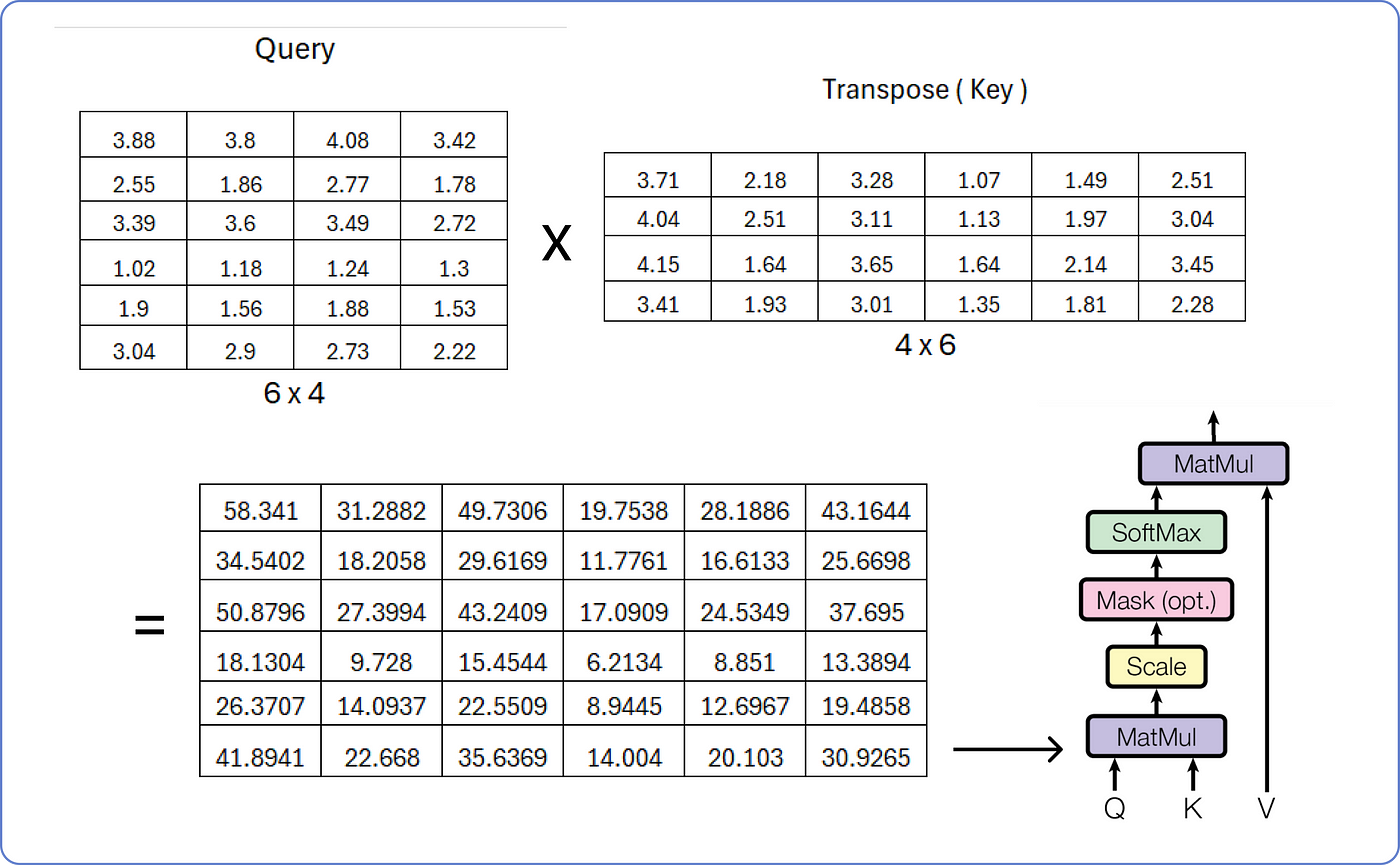 Query
Transpose ( Key )
3.88 3.8 4.08 3.42
2.55 1.86 2.77 1.78
3.39 3.6 3.49 2.72
1.02 1.18 1.24 1.3
1.9 1.56 1.88 1.53
3.04 2.9 2.73 2.22
6 x 4
X
3.71 2.18 3.28 1.07 1.49 2.51
4.04 2.51 3.11 1.13 1.97 3.04
4.15 1.64 3.65 1.64 2.14 3.45
3.41 1.93 3.01 1.35 1.81 2.28
4 x 6
=
58.341 31.2882 49.7306 19.7538 28.1886 43.1644
34.5402 18.2058 29.6169 11.7761 16.6133 25.6698
50.8796 27.3994 43.2409 17.0909 24.5349 37.695
18.1304 9.728 15.4544 6.2134 8.851 13.3894
26.3707 14.0937 22.5509 8.9445 12.6967 19.4858
41.8941 22.668 35.6369 14.004 20.103 30.9265
MatMul
SoftMax
Mask (opt.)
Scale
MatMul
Q K V